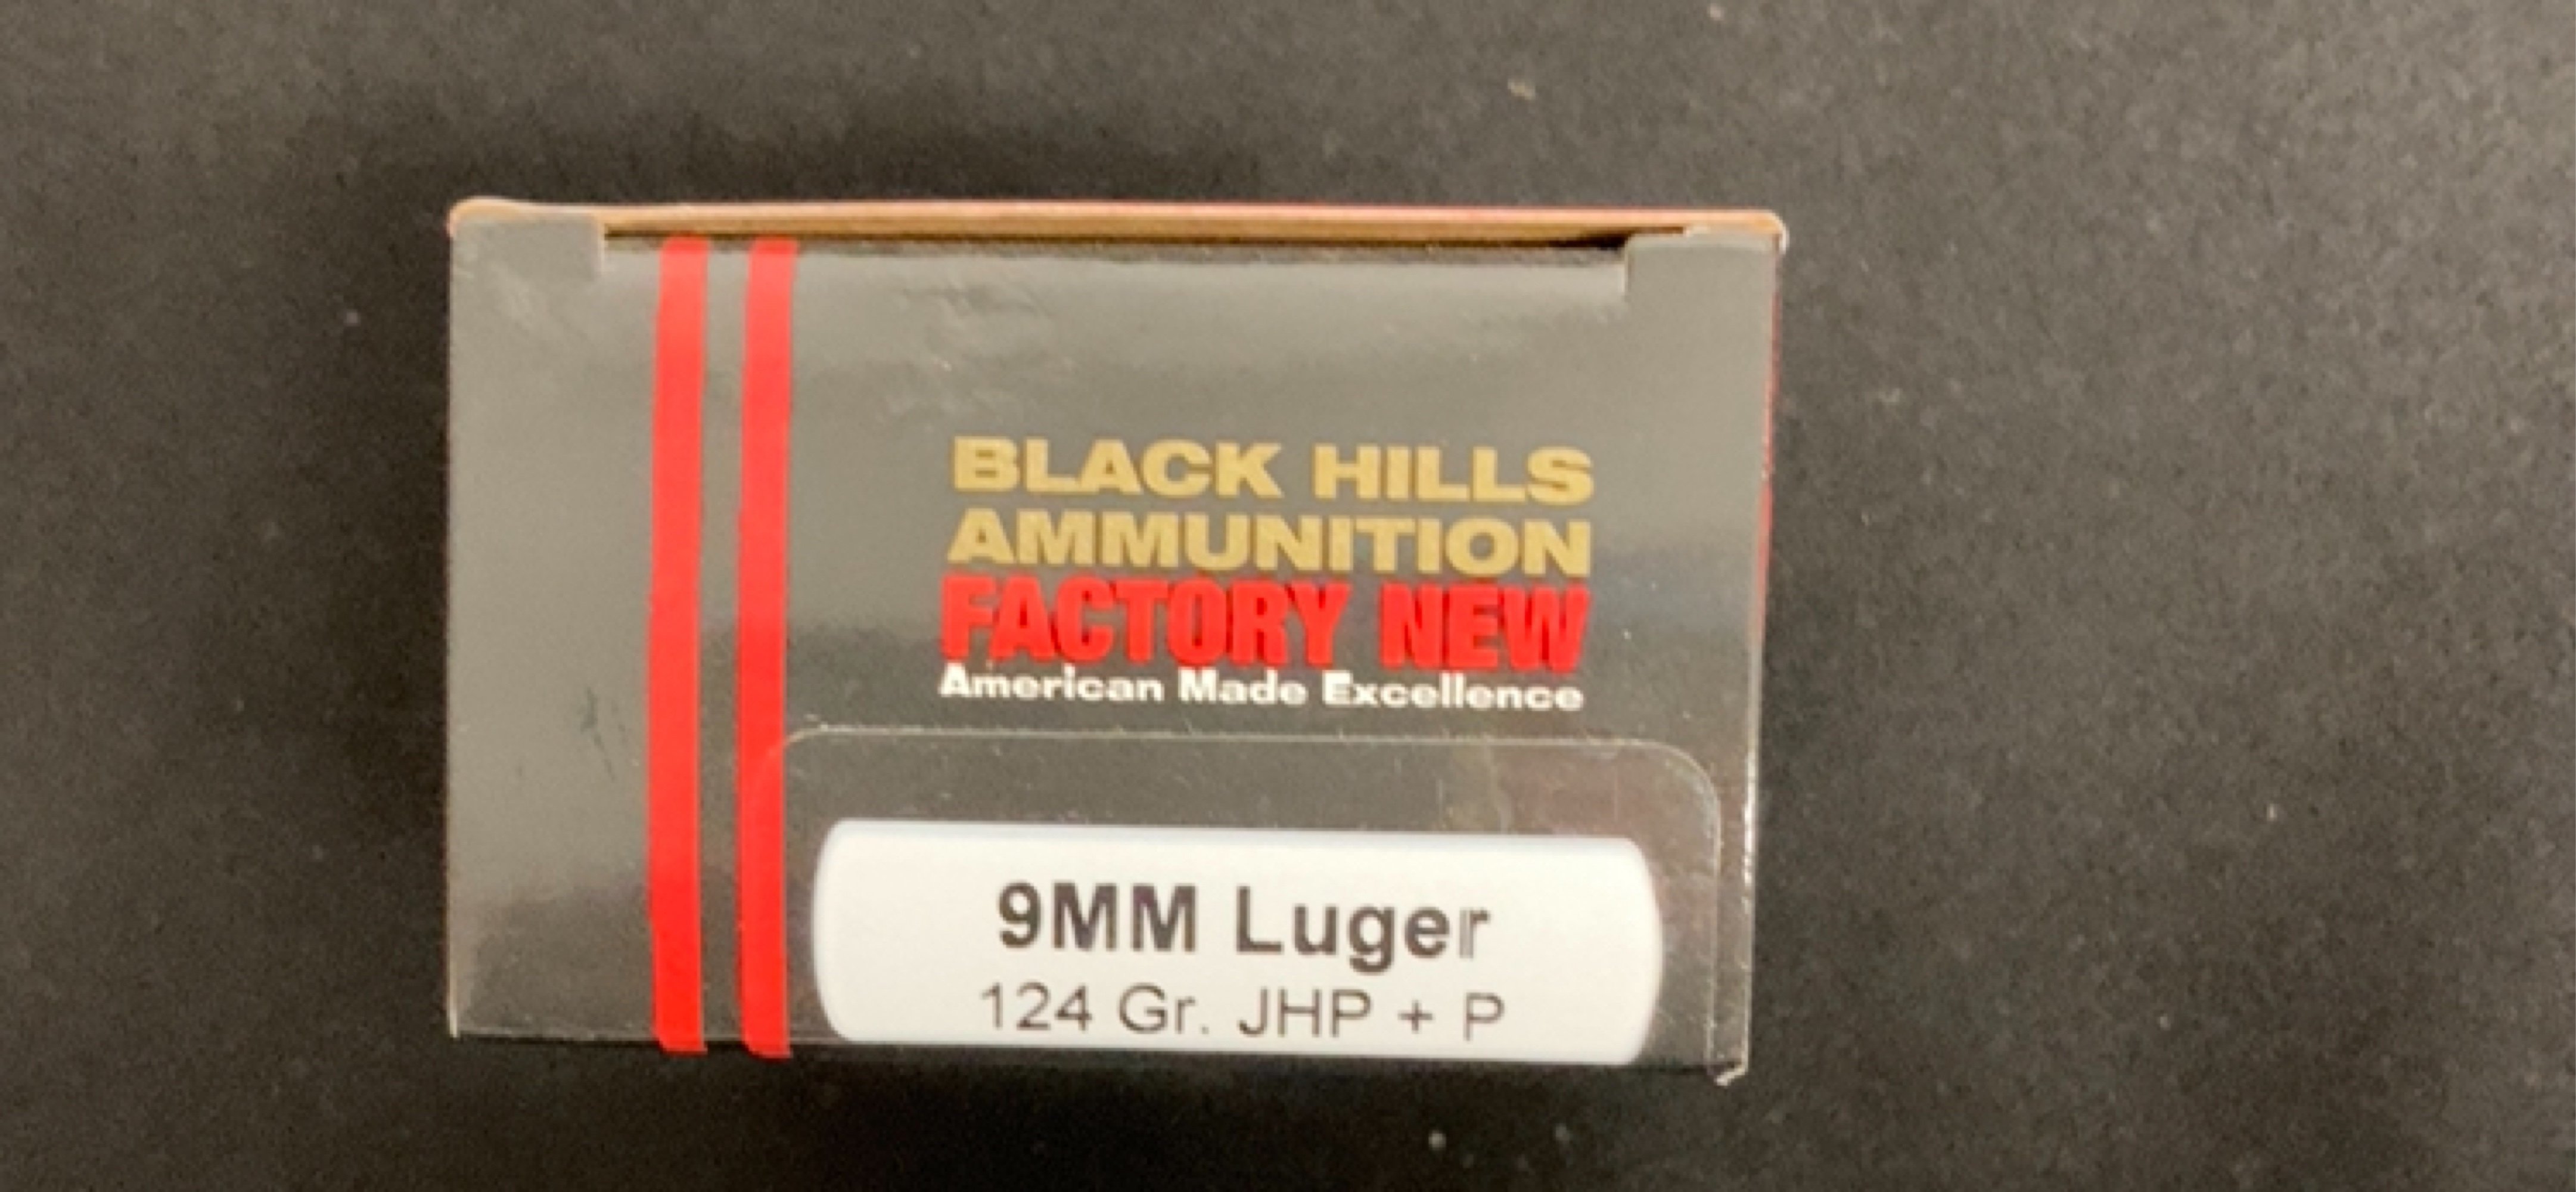 BLACK HILLS
AMMUNITION
FACTORY NEW
American Made Excellence
9MM Luger
124 Gr. JHP + P